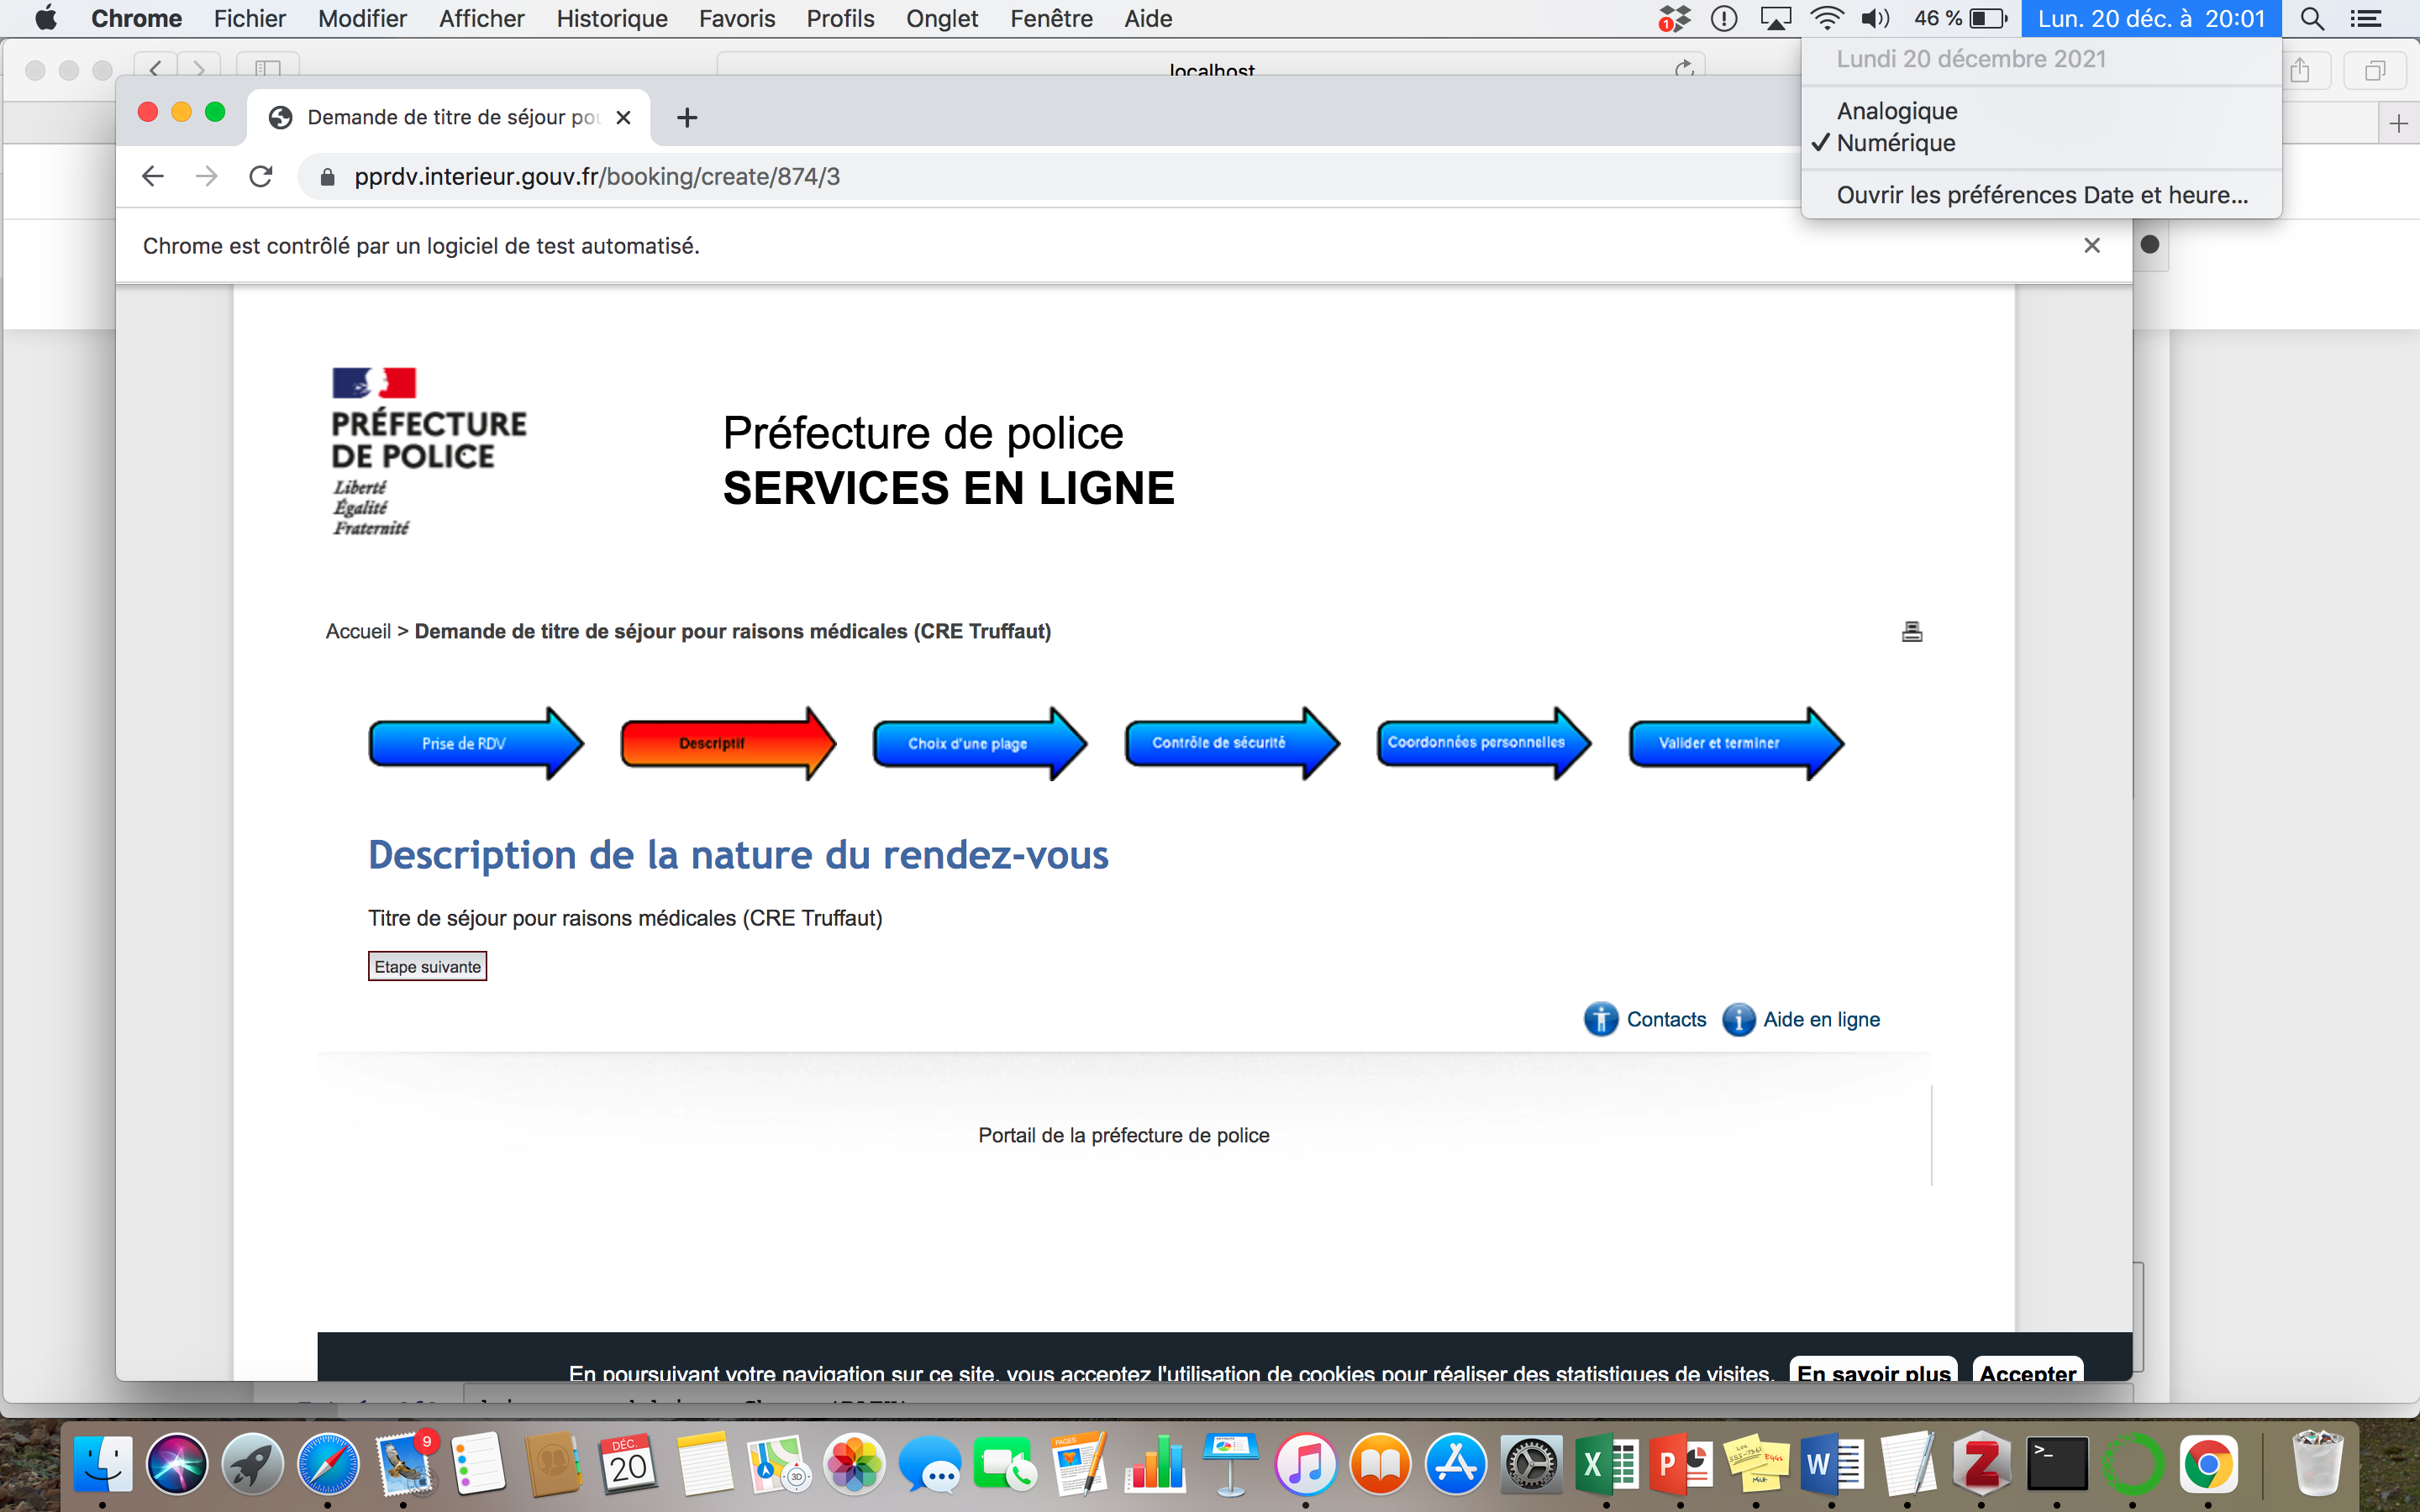 Chrome Fichier Modifier Afficher Historique Favoris Profils Onglet Fenêtre Aide
1
46 %
Lun. 20 déc. à 20:01
Lundi 20 décembre 2021
Analogique
✓ Numérique
Ouvrir les préférences Date et heure...
localhost
Demande de titre de séjour pou
pprdv.interieur.gouv.fr/booking/create/874/3
Chrome est contrôlé par un logiciel de test automatisé.
PRÉFECTURE
DE POLICE
Liberté
Égalité
Fraternité
Préfecture de police
SERVICES EN LIGNE
Accueil > Demande de titre de séjour pour raisons médicales (CRE Truffaut)
Prise de RDV
Descriptif
Choix d'une plage
Contrôle de sécurité
Coordonnées personnelles
Valider et terminer
Description de la nature du rendez-vous
Titre de séjour pour raisons médicales (CRE Truffaut)
Etape suivante
Contacts
Aide en ligne
Portail de la préfecture de police
En poursuivant votre navigation sur ce site, vous acceptez l'utilisation de cookies pour réaliser des statistiques de visites.
En savoir plus
Accepter
9
DÉC.
20
3D
PAGES
X
P
W
Z
>_